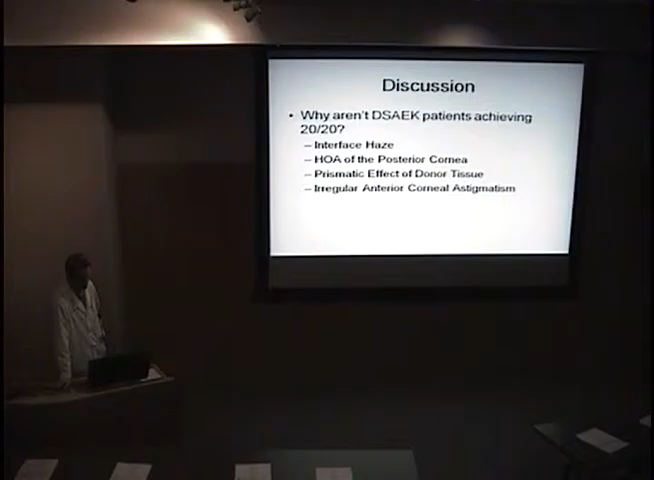 Discussion
• Why aren't DSAEK patients achieving
20/20?
– Interface Haze
– HOA of the Posterior Cornea
– Prismatic Effect of Donor Tissue
– Irregular Anterior Corneal Astigmatism